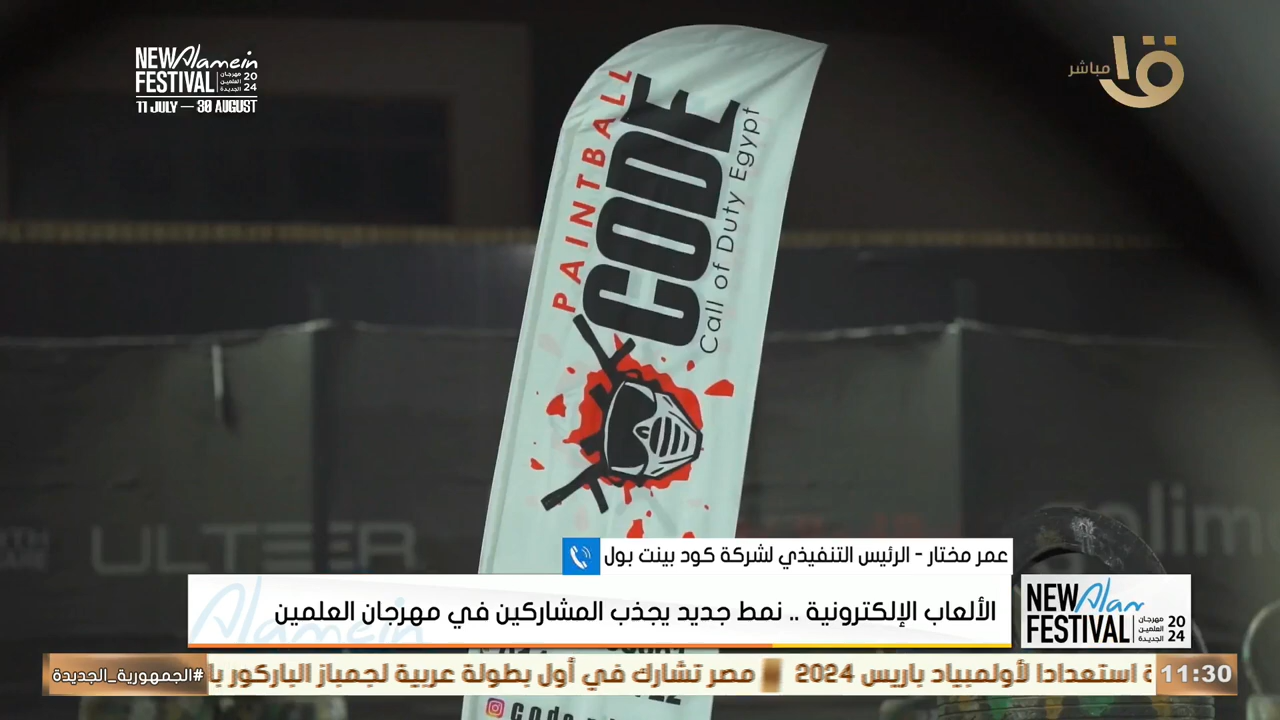 NEW Alamein
FESTIVAL
مهرجان
العلمين
الجديدة
20
24
11 JULY — 30 AUGUST
مباشر
PAINTBALL
CODE
Call of Duty Egypt
ULTEER
عمر مختار - الرئيس التنفيذي لشركة كود بينت بول
الألعاب الإلكترونية .. نمط جديد يجذب المشاركين في مهرجان العلمين
Alamein
NEW Alam
FESTIVAL
مهرجان
العلمين
الجديدة
20
24
11:30
ة استعدادا لأولمبياد باريس 2024
مصر تشارك في أول بطولة عربية لجمباز الباركور با
#الجمهورية_الجديدة